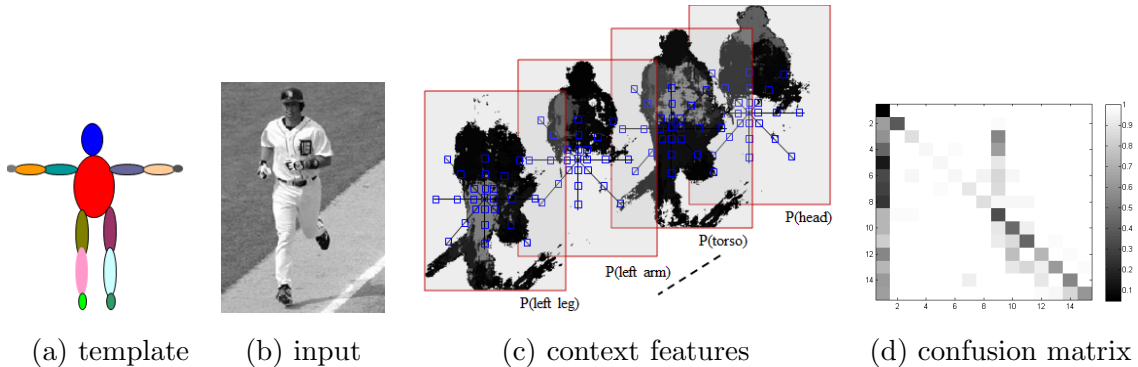 P(head)
P(torso)
P(left arm)
P(left leg)
1
0.9
0.8
0.7
0.6
0.5
0.4
0.3
0.2
0.1
2
4
6
8
10
12
14
2 4 6 8 10 12 14
(a) template (b) input (c) context features (d) confusion matrix